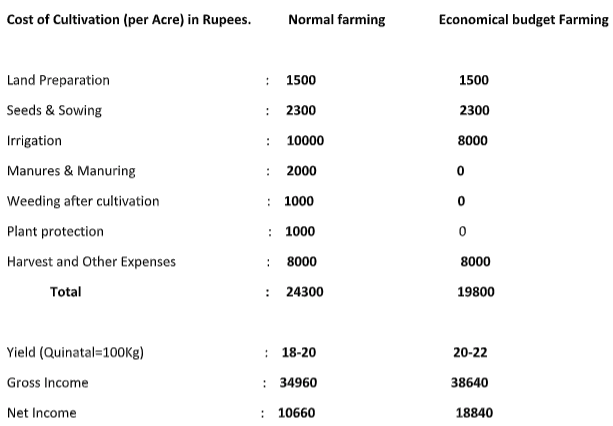 Cost of Cultivation (per Acre) in Rupees. Normal farming Economical budget Farming
Land Preparation : 1500 1500
Seeds & Sowing : 2300 2300
Irrigation : 10000 8000
Manures & Manuring : 2000 0
Weeding after cultivation : 1000 0
Plant protection : 1000 0
Harvest and Other Expenses : 8000 8000
Total : 24300 19800
Yield (Quinatal=100Kg) : 18-20 20-22
Gross Income : 34960 38640
Net Income : 10660 18840